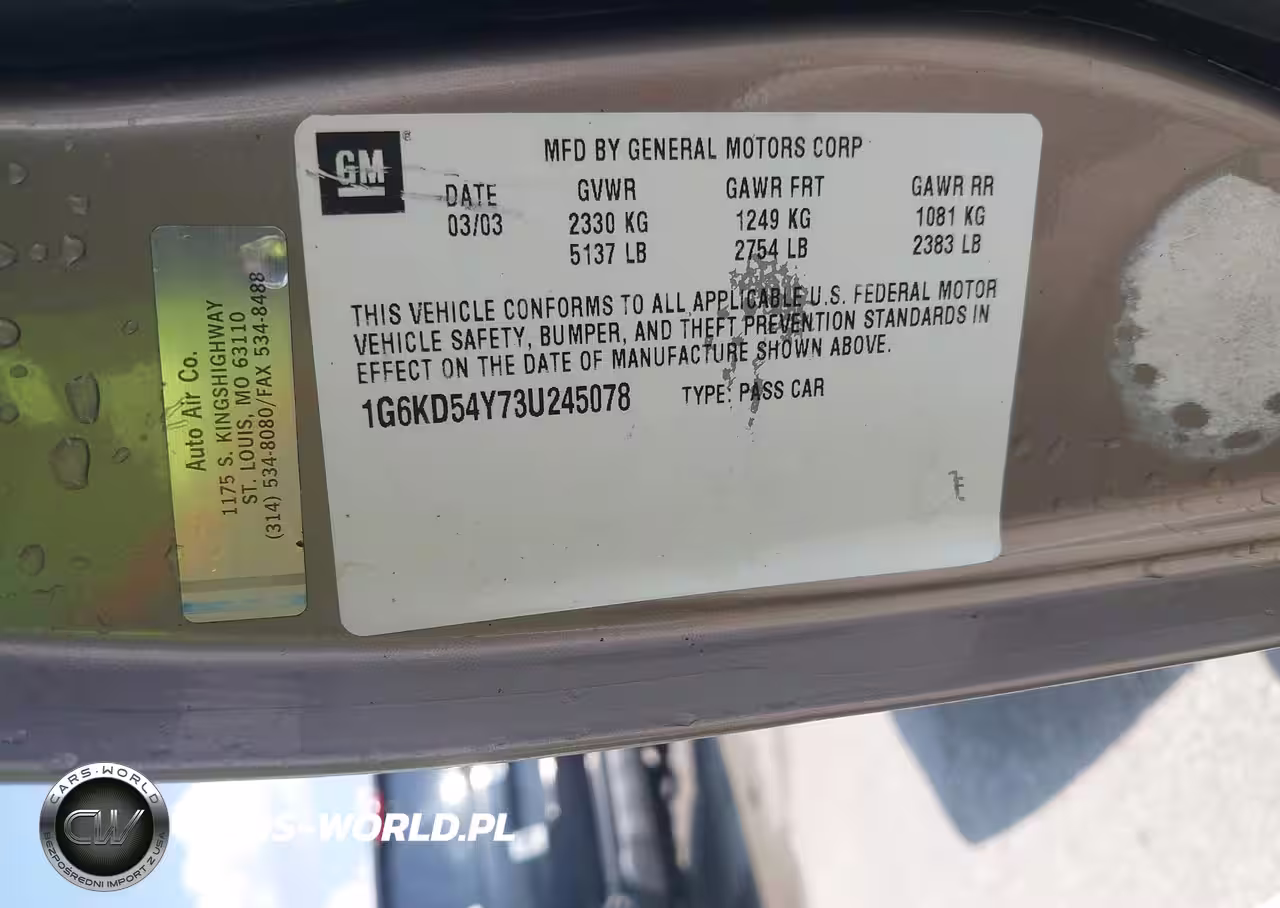 GM
MFD BY GENERAL MOTORS CORP
DATE GVWR GAWR FRT GAWR RR
03/03 2330 KG 1249 KG 1081 KG
5137 LB 2754 LB 2383 LB
THIS VEHICLE CONFORMS TO ALL APPLICABLE U.S. FEDERAL MOTOR
VEHICLE SAFETY, BUMPER, AND THEFT PREVENTION STANDARDS IN
EFFECT ON THE DATE OF MANUFACTURE SHOWN ABOVE.
1G6KD54Y73U245078 TYPE: PASS CAR
Auto Air Co.
1175 S. KINGSHIGHWAY
ST. LOUIS, MO 63110
(314) 534-8080/FAX 534-8488
CARS-WORLD
CW
BEZPOŚREDNI IMPORT Z USA
CARS-WORLD.PL